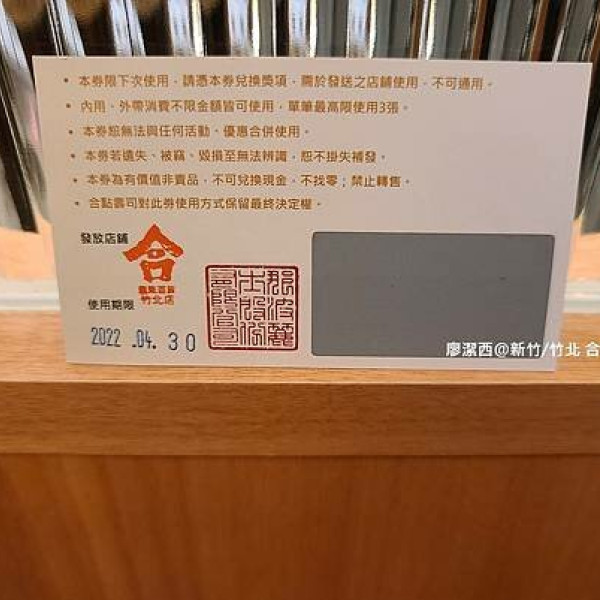 • 本券限下次使用，請憑本券兌換獎項，需於發送之店鋪使用，不可通用。
• 內用、外帶消費不限金額皆可使用，單筆最高限使用3張。
• 本券恕無法與任何活動、優惠合併使用。
• 本券若遺失、被竊、毀損至無法辨識，恕不掛失補發。
• 本券為有價值非賣品，不可兌換現金，不找零；禁止轉售。
• 合點壽司對此券使用方式保留最終決定權。
發放店鋪
合
竹北店
使用期限
2022 .04. 30
廖潔西@新竹/竹北 合